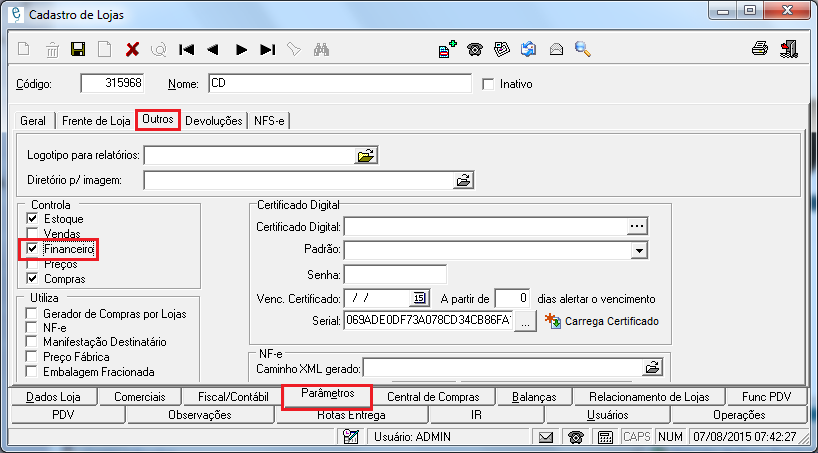 Cadastro de Lojas
Código: 315968 Nome: CD Inativo
Geral Frente de Loja Outros Devoluções NFS-e
Logotipo para relatórios:
Diretório p/ imagem:
Controla
Estoque
Vendas
Financeiro
Preços
Compras
Utiliza
Gerador de Compras por Lojas
NF-e
Manifestação Destinatário
Preço Fábrica
Embalagem Fracionada
Certificado Digital
Certificado Digital: ...
Padrão:
Senha:
Venc. Certificado: / / 15 A partir de 0 dias alertar o vencimento
Serial: 069ADE0DF73A078CD34CB86FA ... Carrega Certificado
NF-e
Caminho XML gerado:
Dados Loja Comerciais Fiscal/Contábil Parâmetros Central de Compras Balanças Relacionamento de Lojas Func PDV
PDV Observações Rotas Entrega IR Usuários Operações
Usuário: ADMIN CAPS NUM 07/08/2015 07:42:27